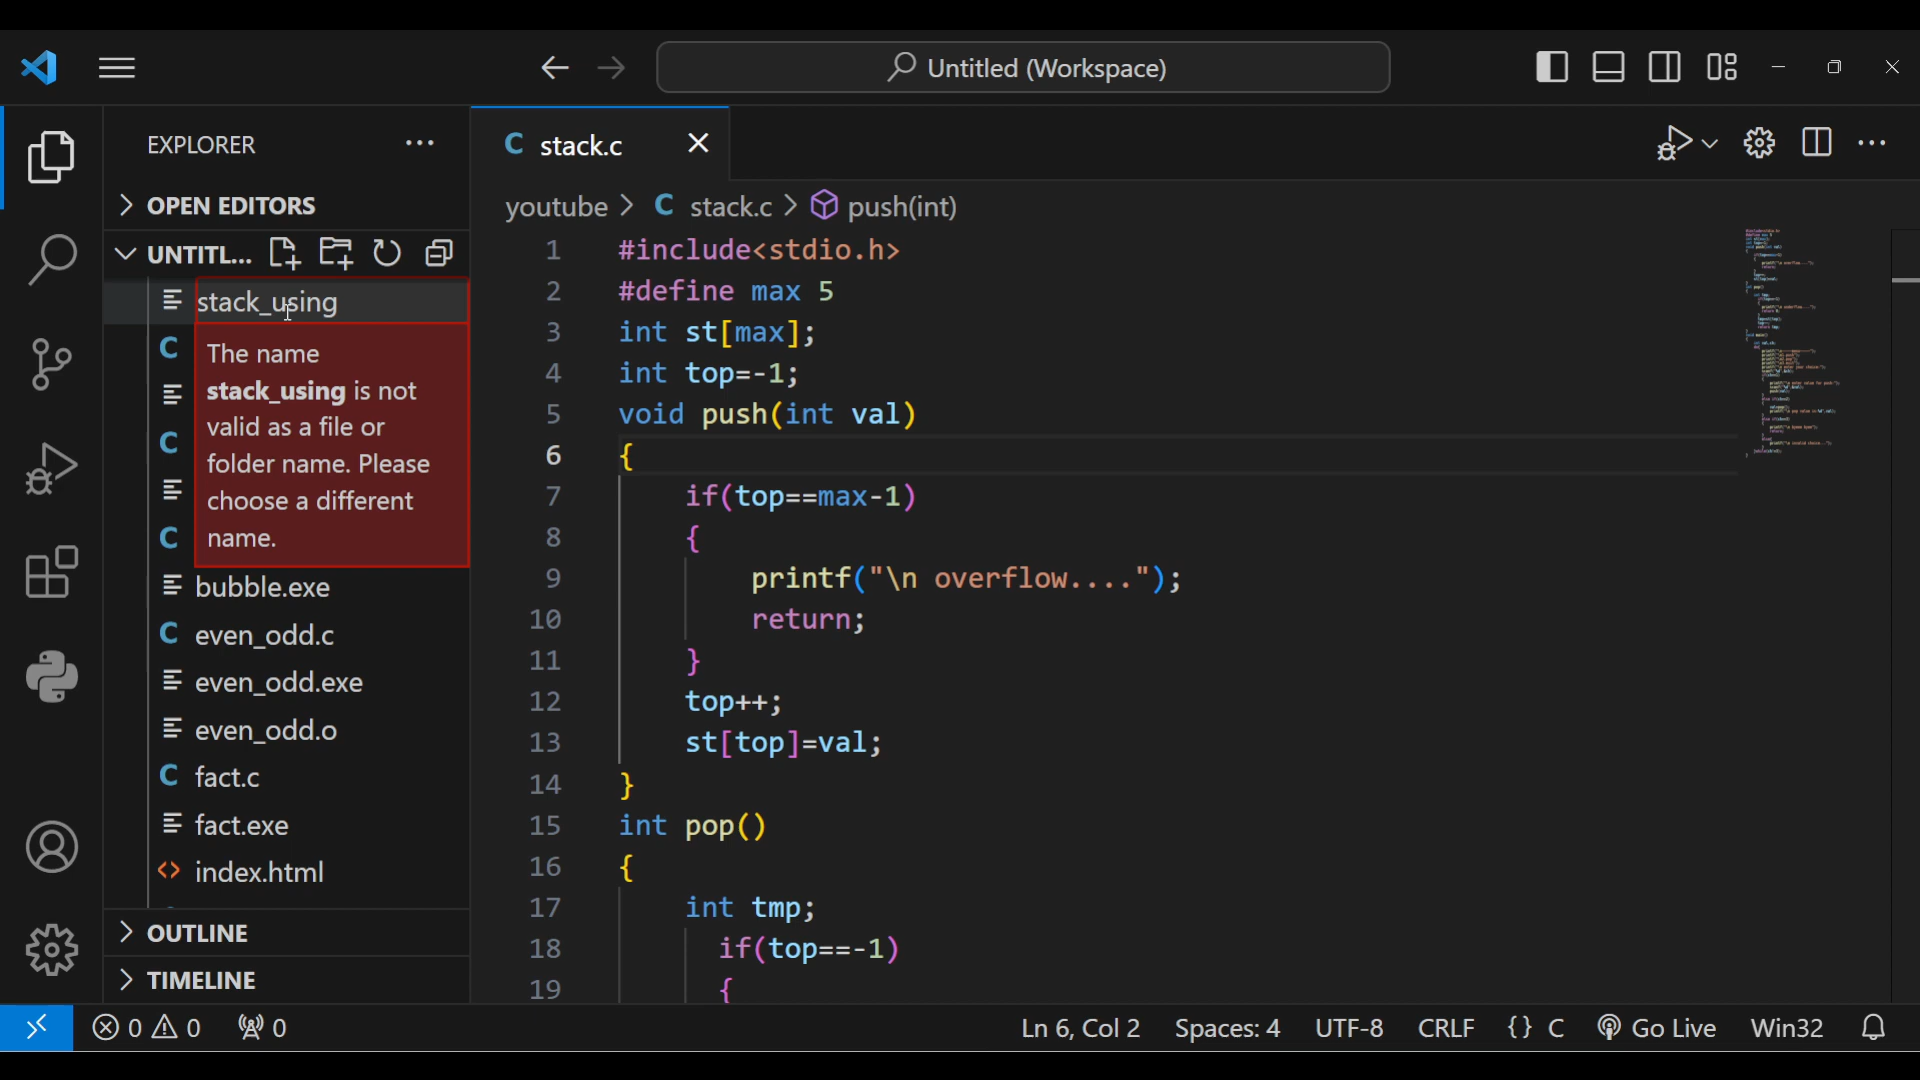 Untitled (Workspace)
EXPLORER
stack.c
OPEN EDITORS
youtube > C stack.c > push(int)
UNTITL...
stack_using
The name
stack_using is not
valid as a file or
folder name. Please
choose a different
name.
bubble.exe
even_odd.c
even_odd.exe
even_odd.o
fact.c
fact.exe
index.html
OUTLINE
TIMELINE
1 #include<stdio.h>
2 #define max 5
3 int st[max];
4 int top=-1;
5 void push(int val)
6 {
7 if(top==max-1)
8 {
9 printf("\n overflow....");
10 return;
11 }
12 top++;
13 st[top]=val;
14 }
15 int pop()
16 {
17 int tmp;
18 if(top==-1)
19 {
0 0 0 Ln 6, Col 2 Spaces: 4 UTF-8 CRLF {} C Go Live Win32